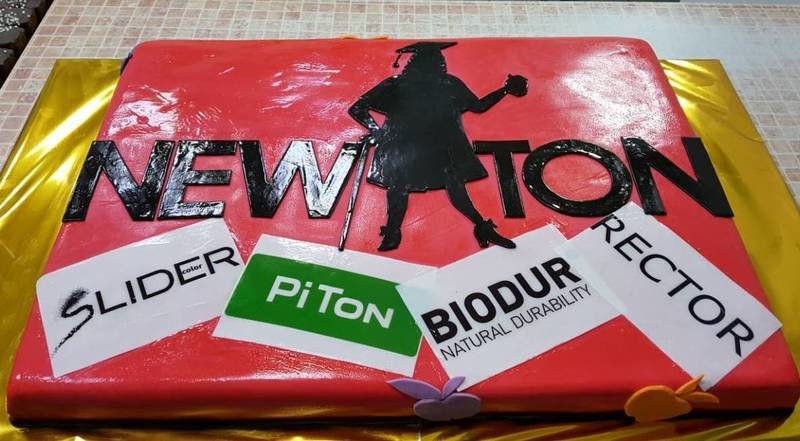 NEWTON
SLIDER
color
PiTON
BIODUR
NATURAL DURABILITY
RECTOR